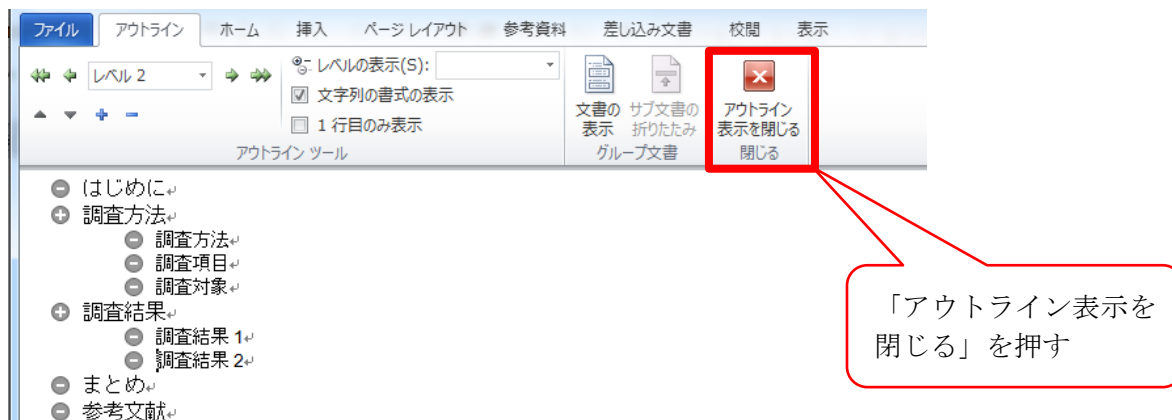 ファイル アウトライン ホーム 挿入 ページ レイアウト 参考資料 差し込み文書 校閲 表示
レベル 2
レベルの表示(S):
文字列の書式の表示
1 行目のみ表示
アウトライン ツール
文書の
表示
サブ文書の
折りたたみ
グループ文書
アウトライン
表示を閉じる
閉じる
はじめに
調査方法
調査方法
調査項目
調査対象
調査結果
調査結果 1
調査結果 2
まとめ
参考文献
「アウトライン表示を
閉じる」を押す